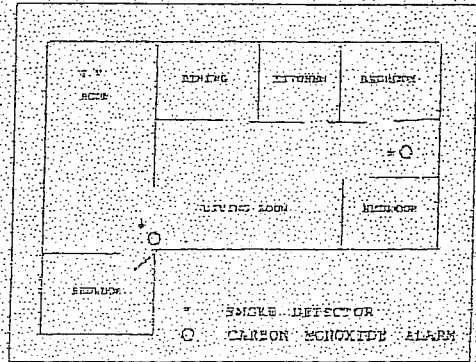 T.V
ROOM
DINING
KITCHEN
BEDROOM
LIVING ROOM
BEDROOM
BEDROOM
* SMOKE DETECTOR
○ CARBON MONOXIDE ALARM